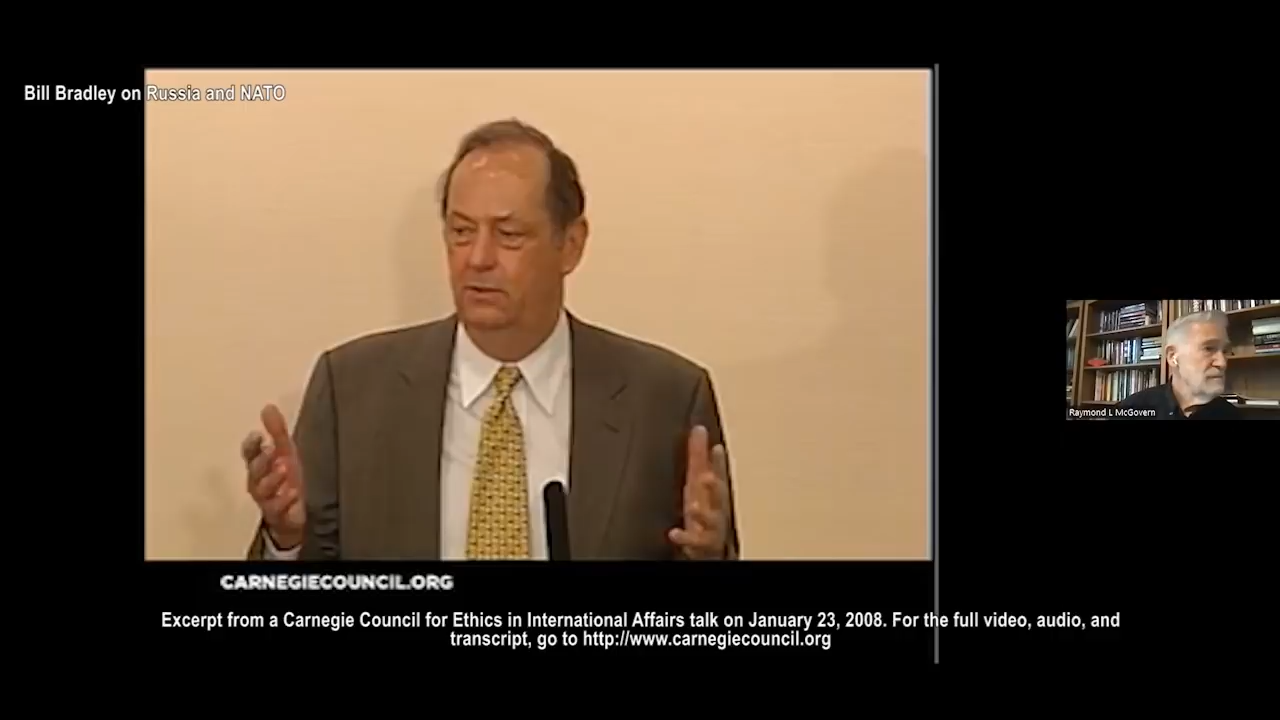 Bill Bradley on Russia and NATO
Raymond L McGovern
CARNEGIECOUNCIL.ORG
Excerpt from a Carnegie Council for Ethics in International Affairs talk on January 23, 2008. For the full video, audio, and
transcript, go to http://www.carnegiecouncil.org